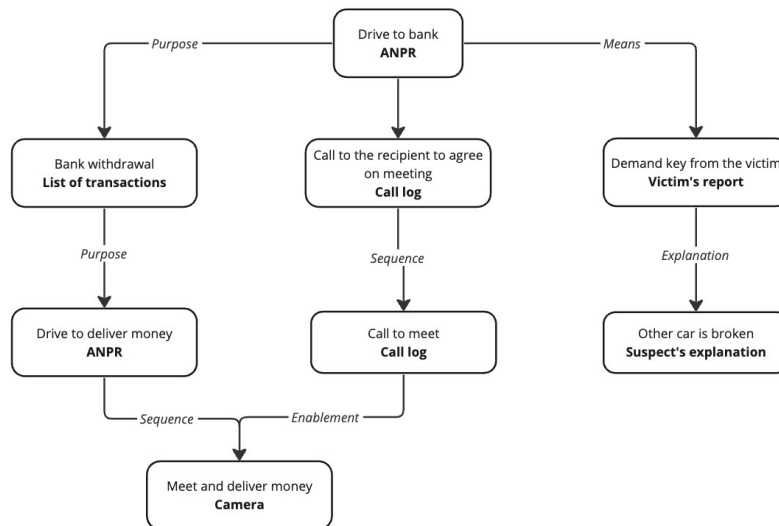 Drive to bank
ANPR
Purpose
Means
Bank withdrawal
List of transactions
Call to the recipient to agree
on meeting
Call log
Demand key from the victim
Victim's report
Purpose
Sequence
Explanation
Drive to deliver money
ANPR
Call to meet
Call log
Other car is broken
Suspect's explanation
Sequence
Enablement
Meet and deliver money
Camera